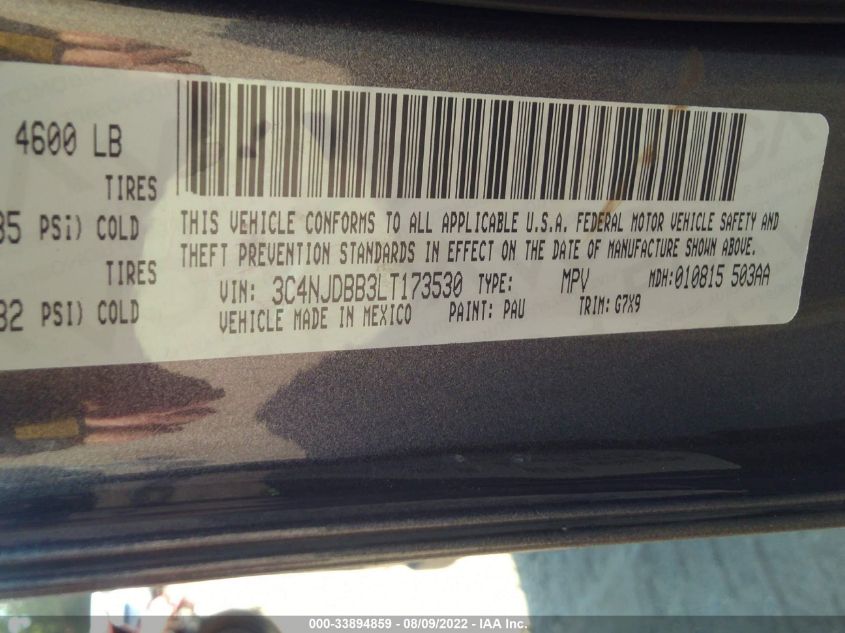 4600 LB
TIRES
35 PSI) COLD
TIRES
32 PSI) COLD
THIS VEHICLE CONFORMS TO ALL APPLICABLE U.S.A. FEDERAL MOTOR VEHICLE SAFETY AND
THEFT PREVENTION STANDARDS IN EFFECT ON THE DATE OF MANUFACTURE SHOWN ABOVE.
VIN: 3C4NJDBB3LT173530 TYPE: MPV MDH: 010815 503AA
VEHICLE MADE IN MEXICO PAINT: PAU TRIM: G7X9
000-33894859 - 08/09/2022 - IAA Inc.